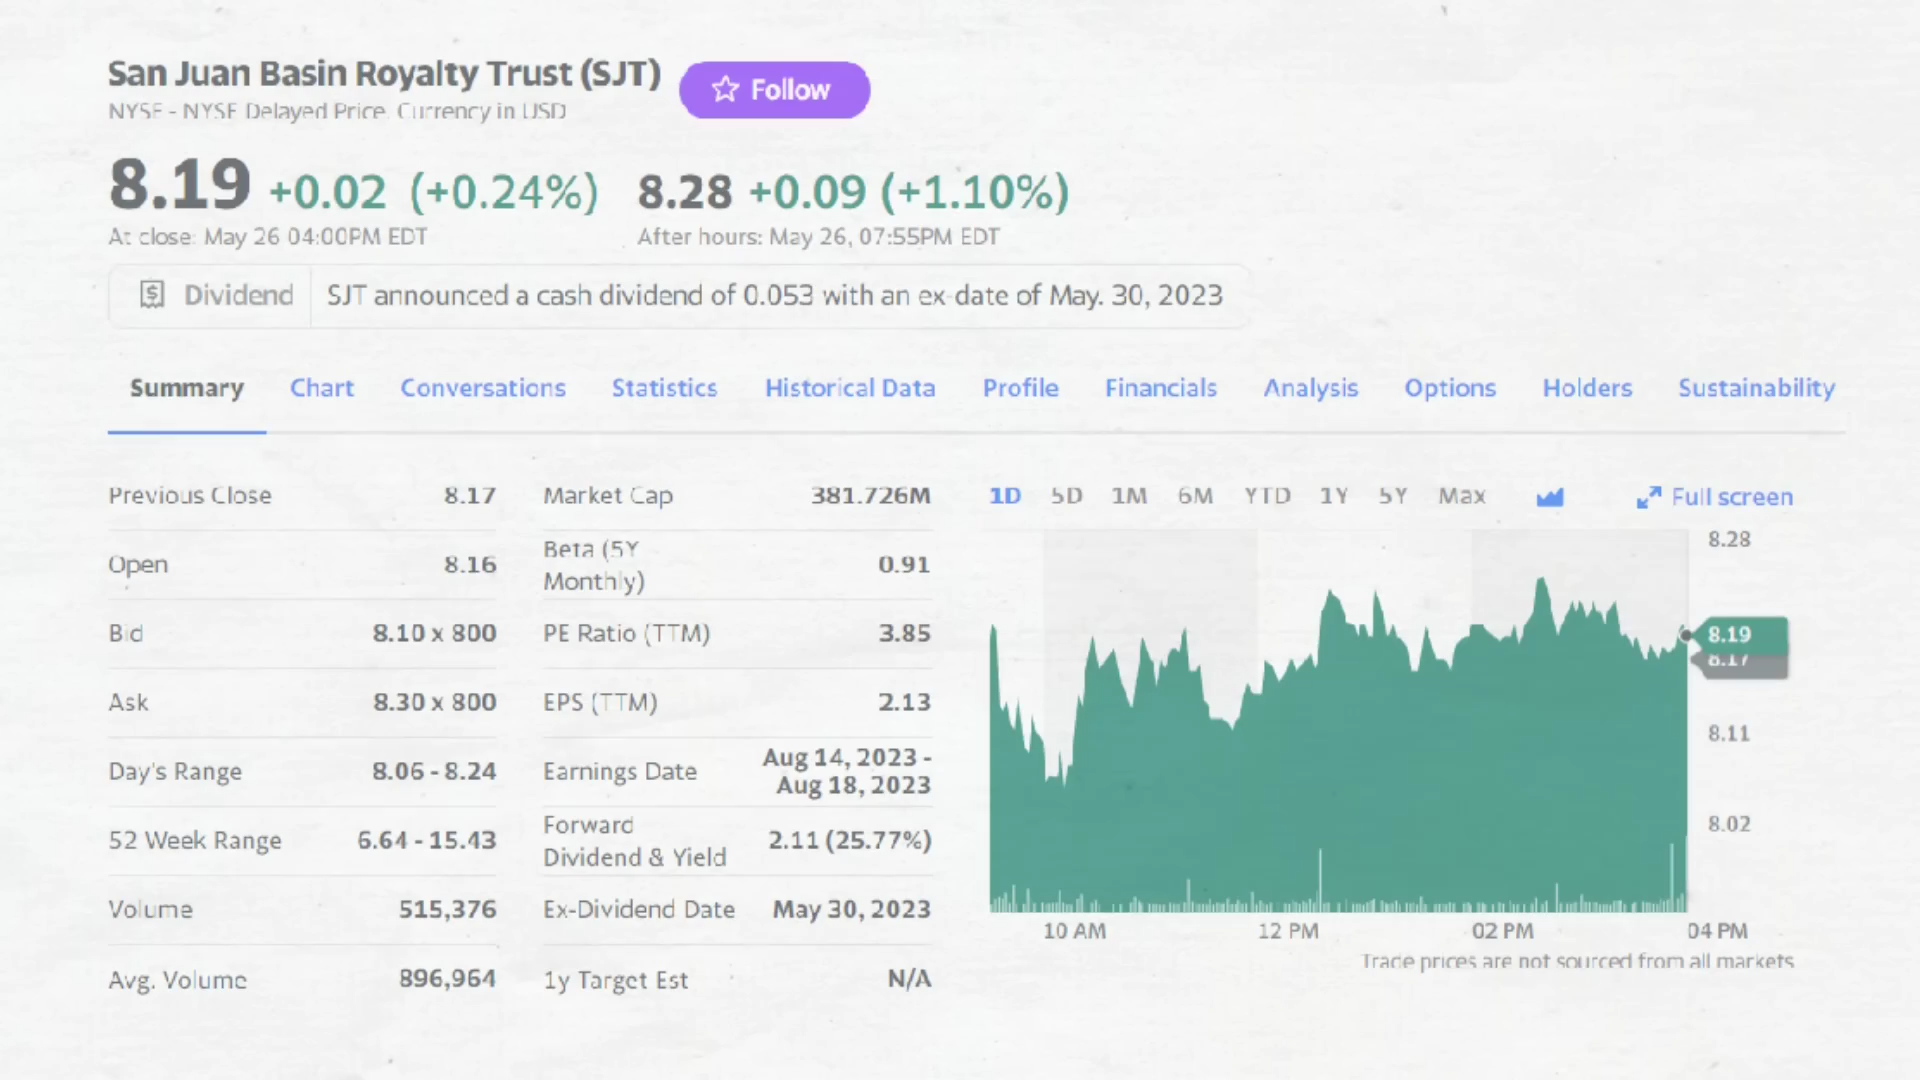 San Juan Basin Royalty Trust (SJT)
Follow
NYSE - NYSE Delayed Price. Currency in USD
8.19 +0.02 (+0.24%) 8.28 +0.09 (+1.10%)
At close: May 26 04:00PM EDT After hours: May 26, 07:55PM EDT
Dividend SJT announced a cash dividend of 0.053 with an ex-date of May. 30, 2023
Summary Chart Conversations Statistics Historical Data Profile Financials Analysis Options Holders Sustainability
Previous Close 8.17
Open 8.16
Bid 8.10 x 800
Ask 8.30 x 800
Day's Range 8.06 - 8.24
52 Week Range 6.64 - 15.43
Volume 515,376
Avg. Volume 896,964
Market Cap 381.726M
Beta (5Y
Monthly) 0.91
PE Ratio (TTM) 3.85
EPS (TTM) 2.13
Earnings Date Aug 14, 2023 -
Aug 18, 2023
Forward
Dividend & Yield 2.11 (25.77%)
Ex-Dividend Date May 30, 2023
1y Target Est N/A
1D 5D 1M 6M YTD 1Y 5Y Max Full screen
8.28
8.19
8.17
8.11
8.02
10 AM 12 PM 02 PM 04 PM
Trade prices are not sourced from all markets